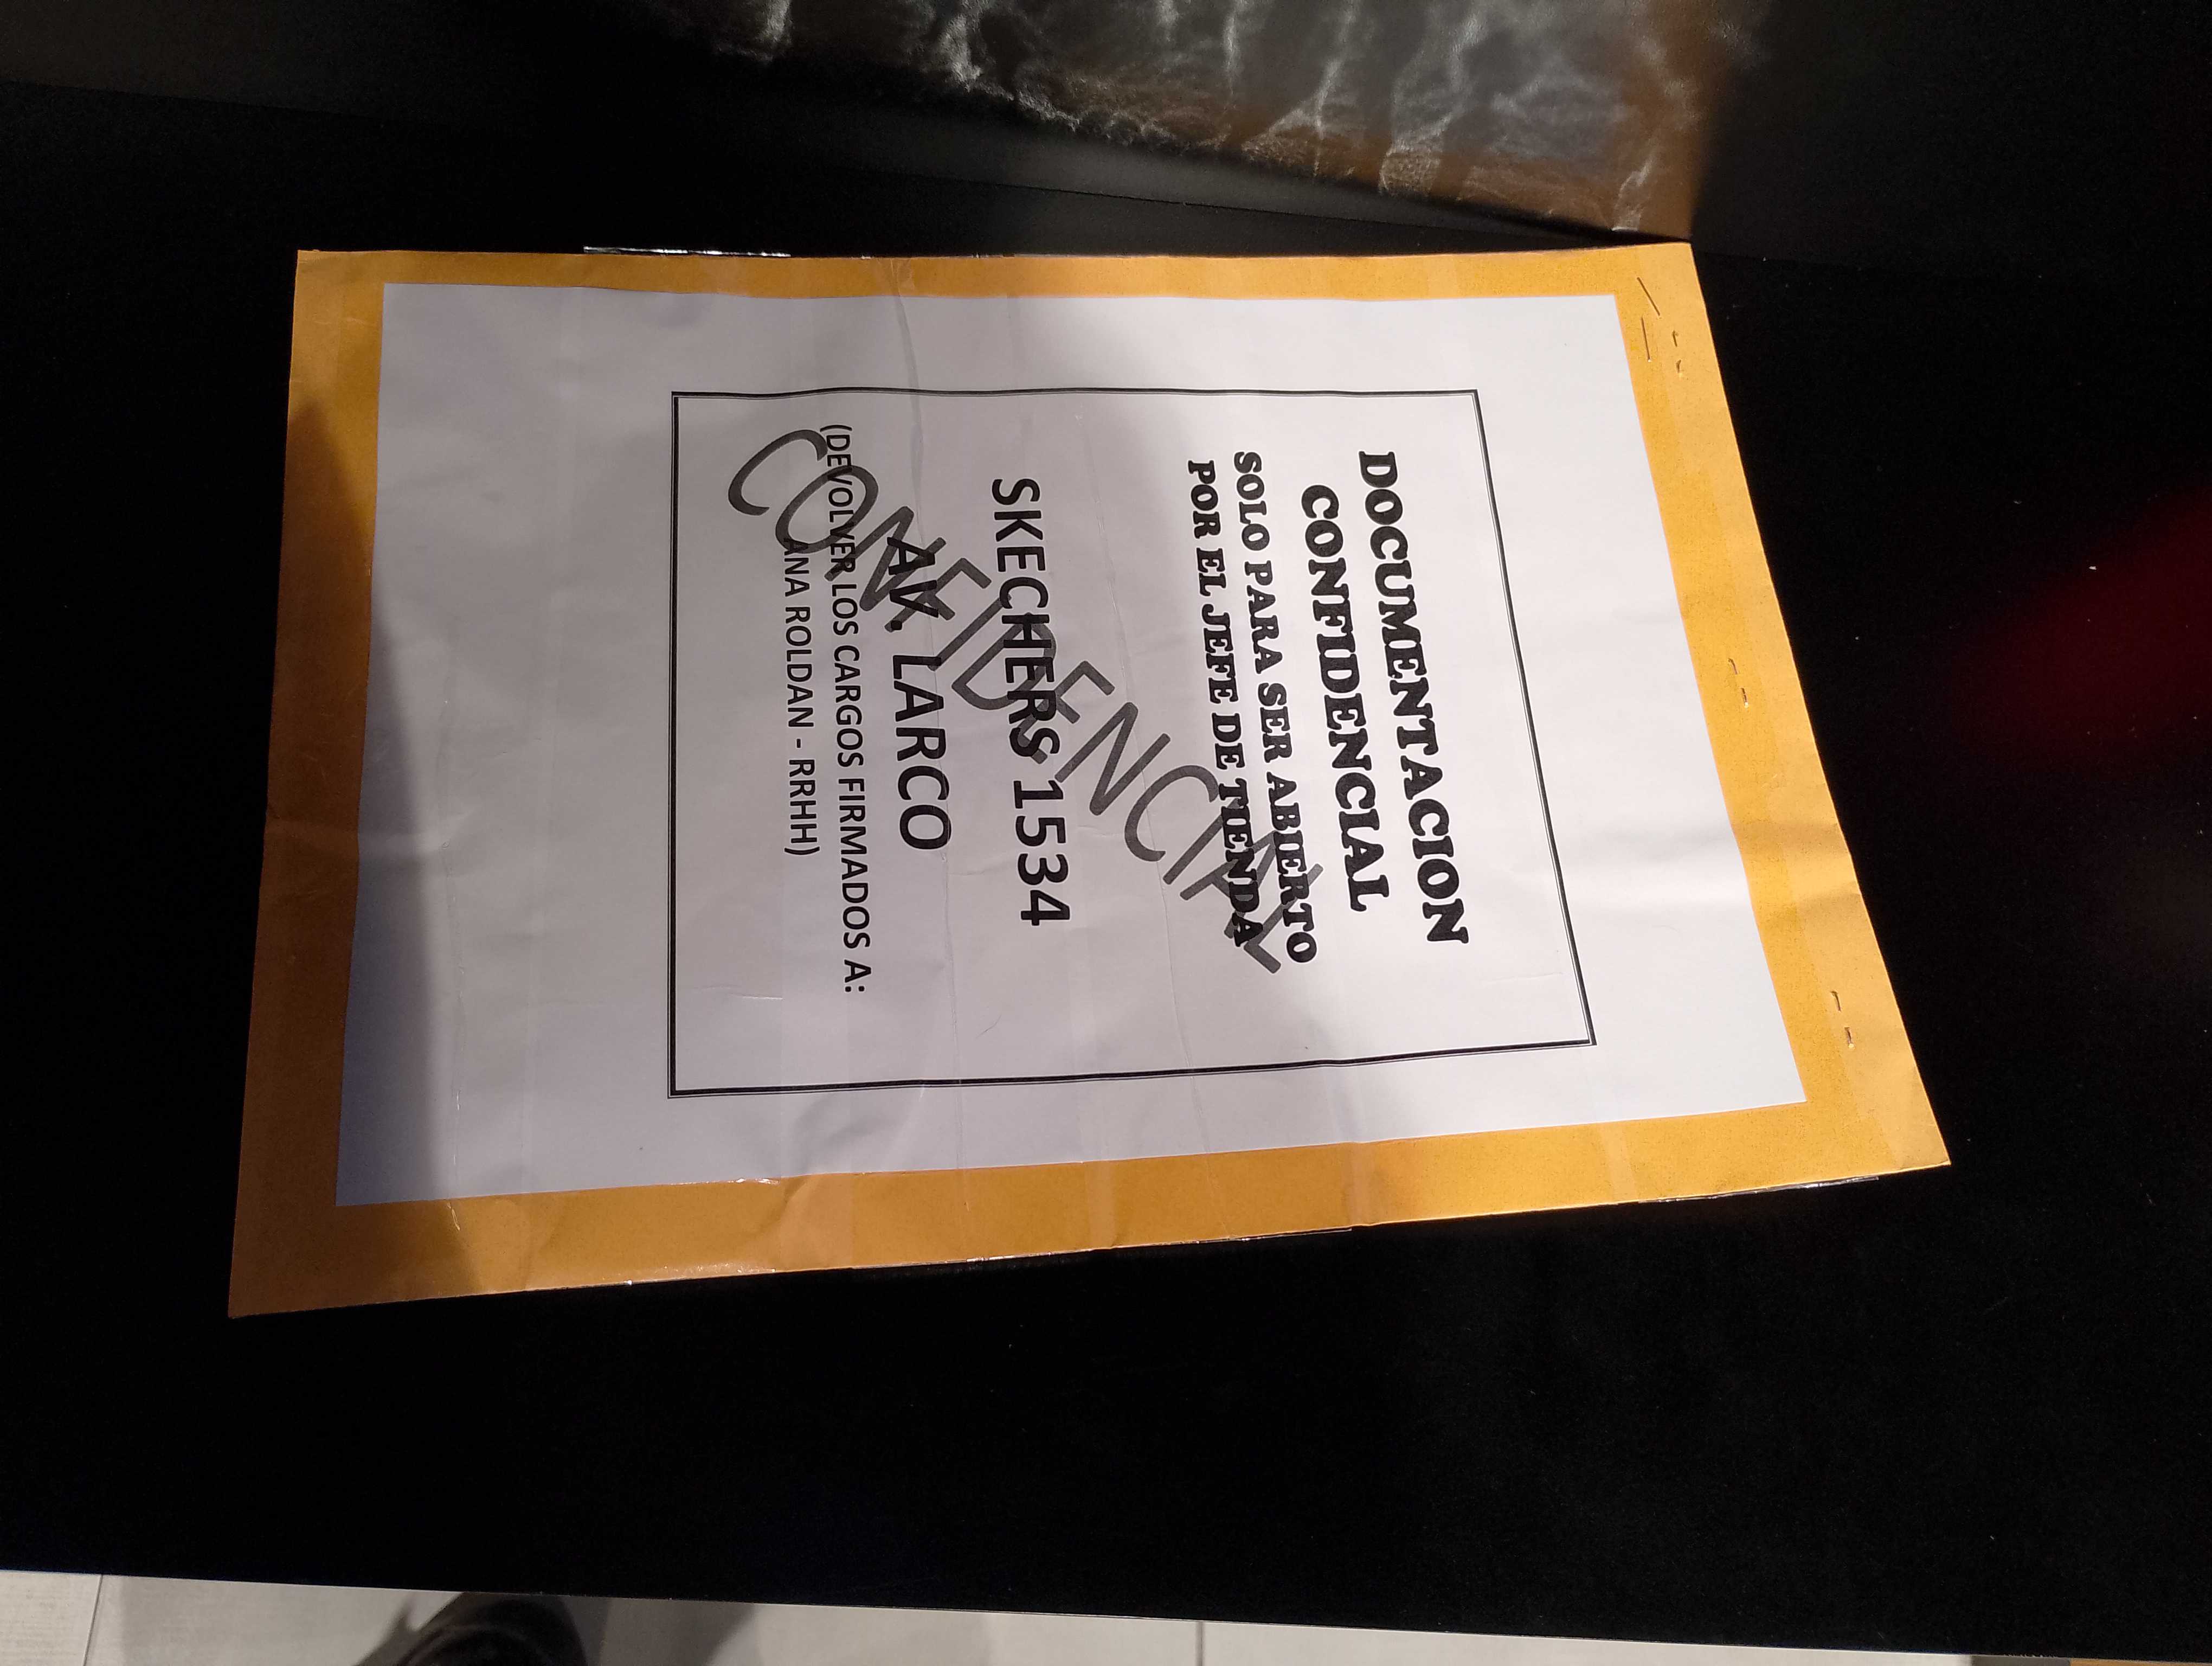 DOCUMENTACION
CONFIDENCIAL
SOLO PARA SER ABIERTO
POR EL JEFE DE TIENDA
SKECHERS 1534
AV. LARCO
(DEVOLVER LOS CARGOS FIRMADOS A:
ANA ROLDAN - RRHH)
CONFIDENCIAL